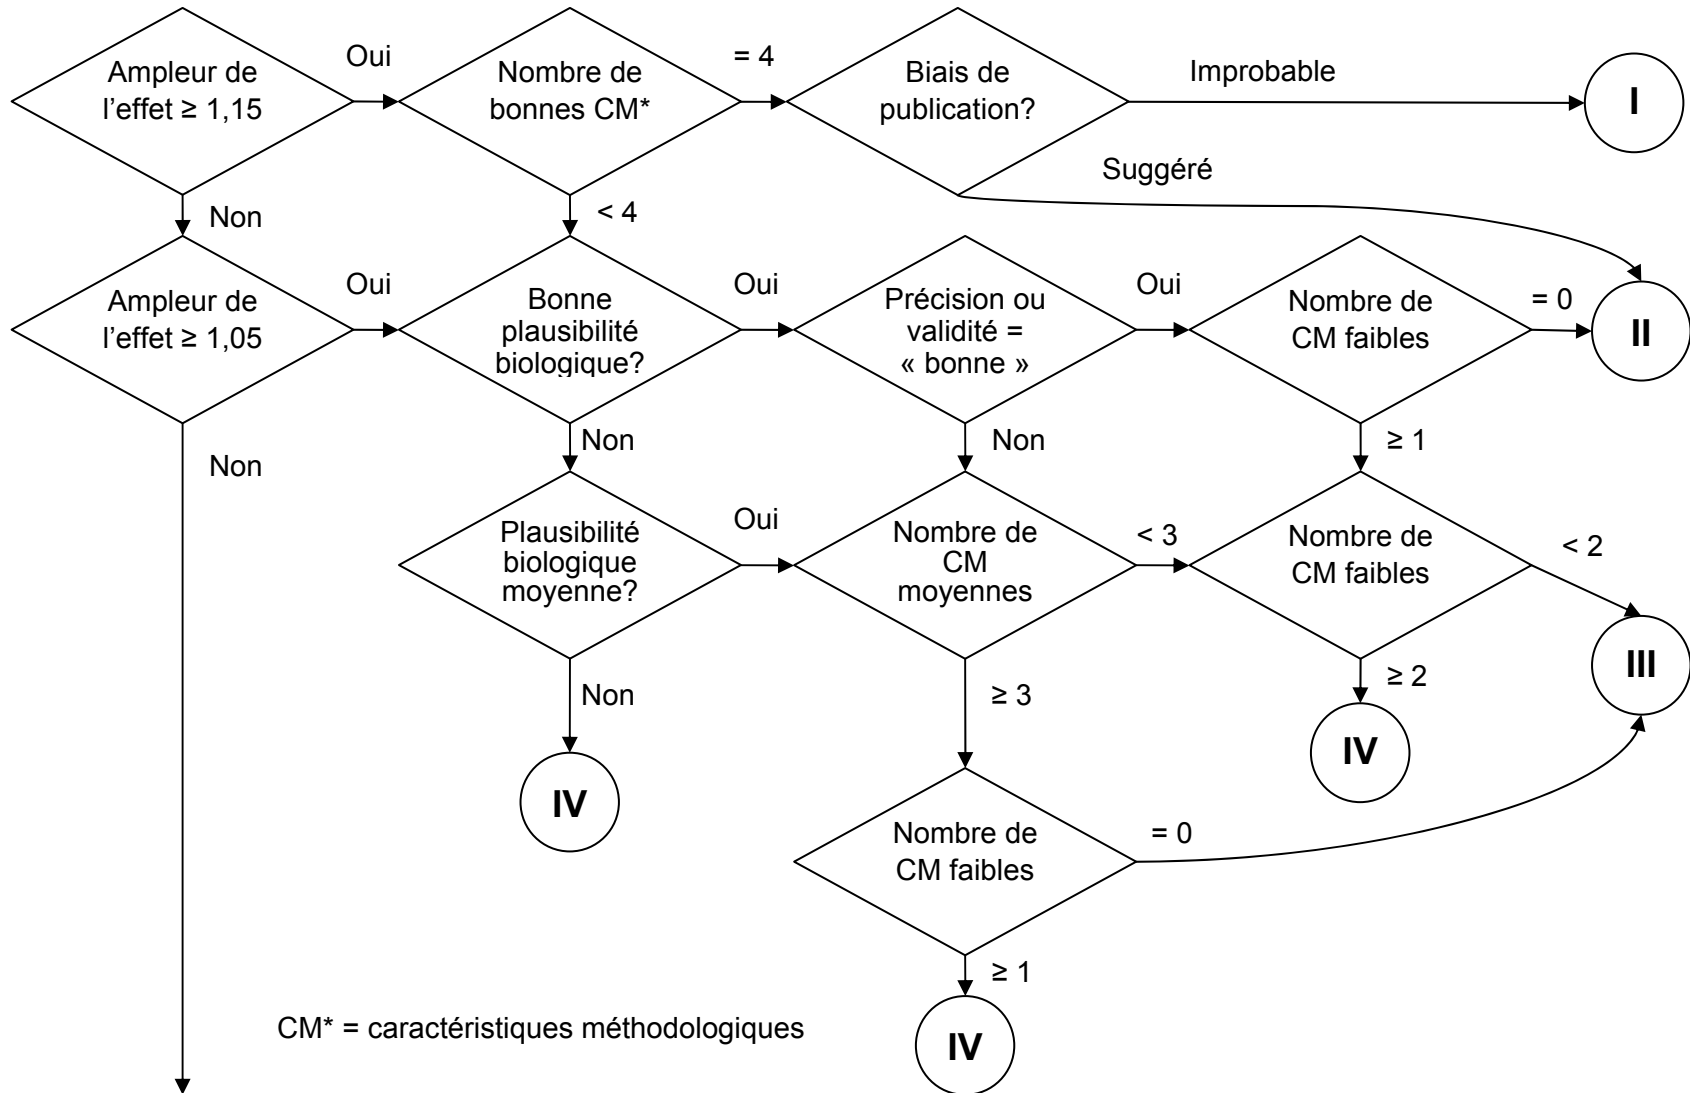 Ampleur de
l’effet ≥ 1,15
Oui
Nombre de
bonnes CM*
= 4
Biais de
publication?
Improbable
I
Suggéré
Non
< 4
Ampleur de
l’effet ≥ 1,05
Oui
Bonne
plausibilité
biologique?
Oui
Précision ou
validité =
« bonne »
Oui
Nombre de
CM faibles
= 0
II
Non
Non
Non
≥ 1
Plausibilité
biologique
moyenne?
Oui
Nombre de
CM
moyennes
< 3
Nombre de
CM faibles
< 2
III
Non
≥ 3
≥ 2
IV
IV
Nombre de
CM faibles
= 0
≥ 1
IV
CM* = caractéristiques méthodologiques